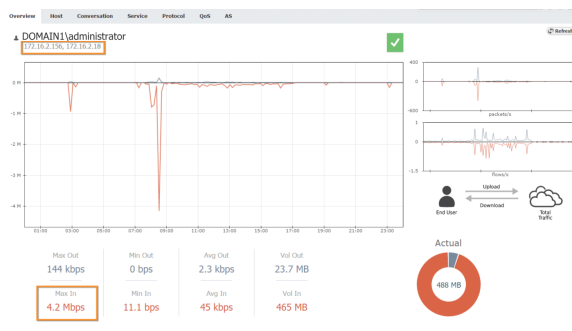 Overview Host Conversation Service Protocol QoS AS
DOMAIN1\administrator
172.16.2.156, 172.16.2.18
Refresh
0 M
-1 M
-2 M
-3 M
-4 M
01:00 03:00 05:00 07:00 09:00 11:00 13:00 15:00 17:00 19:00 21:00 23:00
400
0
-600
packets/s
1
0
-1.5
flows/s
Upload
Download
End User
Total
Traffic
Max Out Min Out Avg Out Vol Out
144 kbps 0 bps 2.3 kbps 23.7 MB
Max In Min In Avg In Vol In
4.2 Mbps 11.1 bps 45 kbps 465 MB
Actual
488 MB